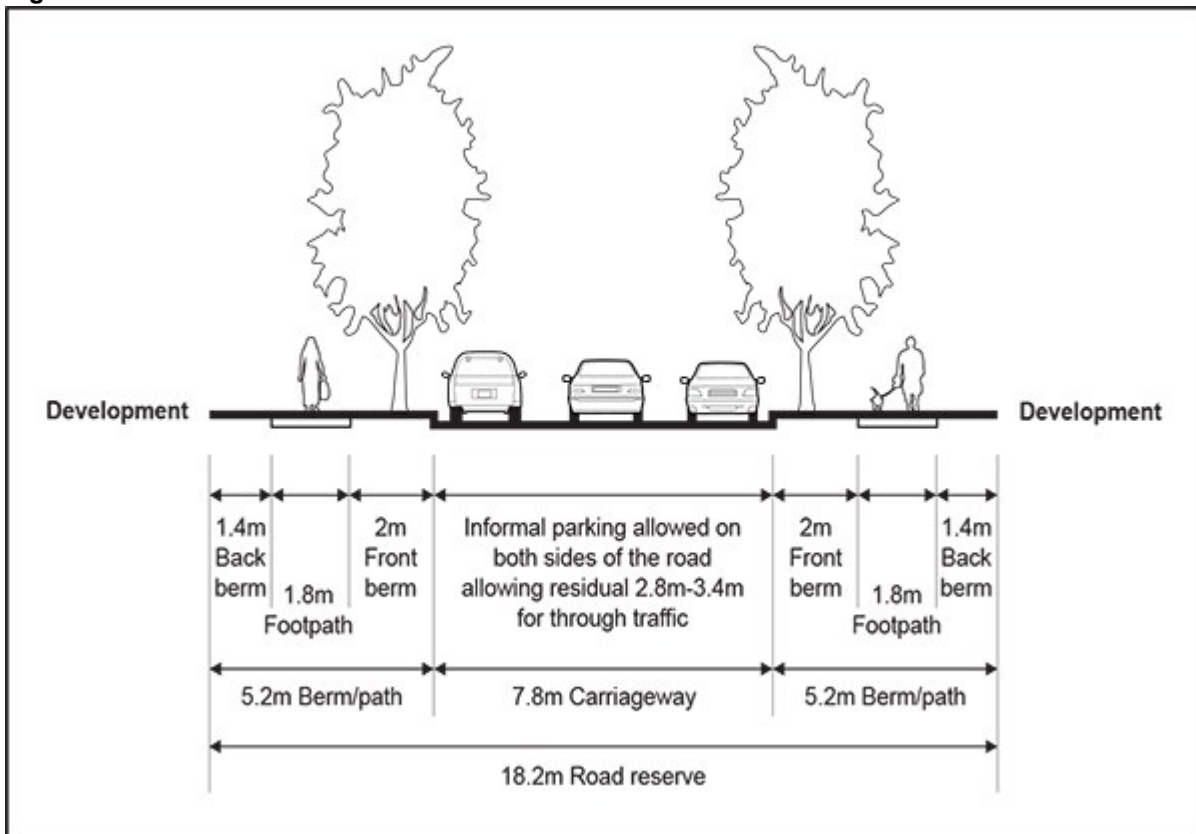 Development
Development
1.4m
Back
berm
1.8m
Footpath
2m
Front
berm
Informal parking allowed on
both sides of the road
allowing residual 2.8m-3.4m
for through traffic
2m
Front
berm
1.8m
Footpath
1.4m
Back
berm
5.2m Berm/path
7.8m Carriageway
5.2m Berm/path
18.2m Road reserve